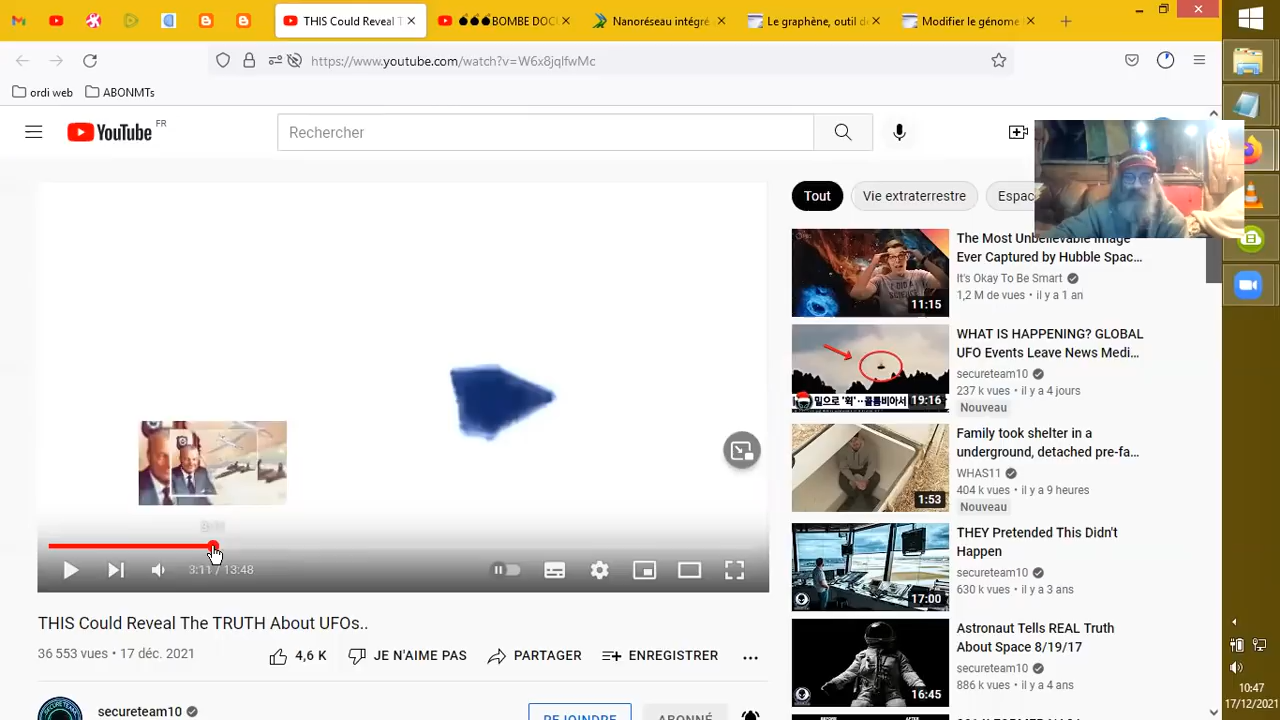 THIS Could Reveal T
BOMBE DOC
Nanoréseau intégré
Le graphène, outil d
Modifier le génome
https://www.youtube.com/watch?v=W6x8jqlfwMc
ordi web
ABONMTs
YouTube FR
Rechercher
Tout
Vie extraterrestre
Espac
The Most Unbelievable Image
Ever Captured by Hubble Spac...
It's Okay To Be Smart
1,2 M de vues • il y a 1 an
11:15
WHAT IS HAPPENING? GLOBAL
UFO Events Leave News Medi...
secureteam10
237 k vues • il y a 4 jours
Nouveau
19:16
Family took shelter in a
underground, detached pre-fa...
WHAS11
404 k vues • il y a 9 heures
Nouveau
1:53
THEY Pretended This Didn't
Happen
secureteam10
630 k vues • il y a 3 ans
17:00
Astronaut Tells REAL Truth
About Space 8/19/17
secureteam10
886 k vues • il y a 4 ans
16:45
3:11 / 13:48
THIS Could Reveal The TRUTH About UFOs..
36 553 vues • 17 déc. 2021
4,6 K
JE N'AIME PAS
PARTAGER
ENREGISTRER
secureteam10
REJOINDRE
ABONNÉ
10:47
17/12/2021